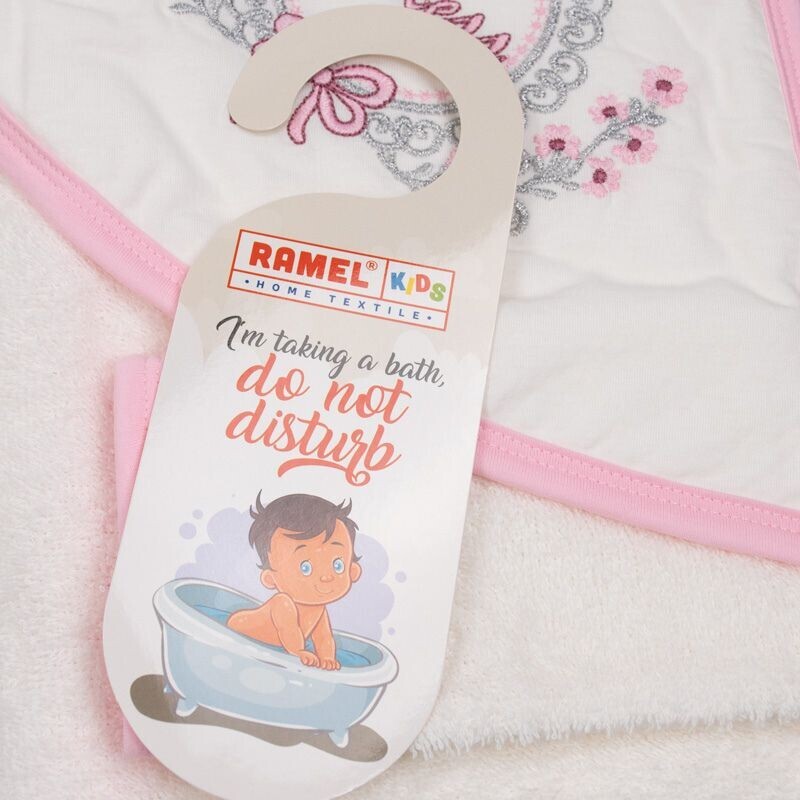 RAMEL® KIDS
• HOME TEXTILE •
I'm taking a bath,
do not
disturb